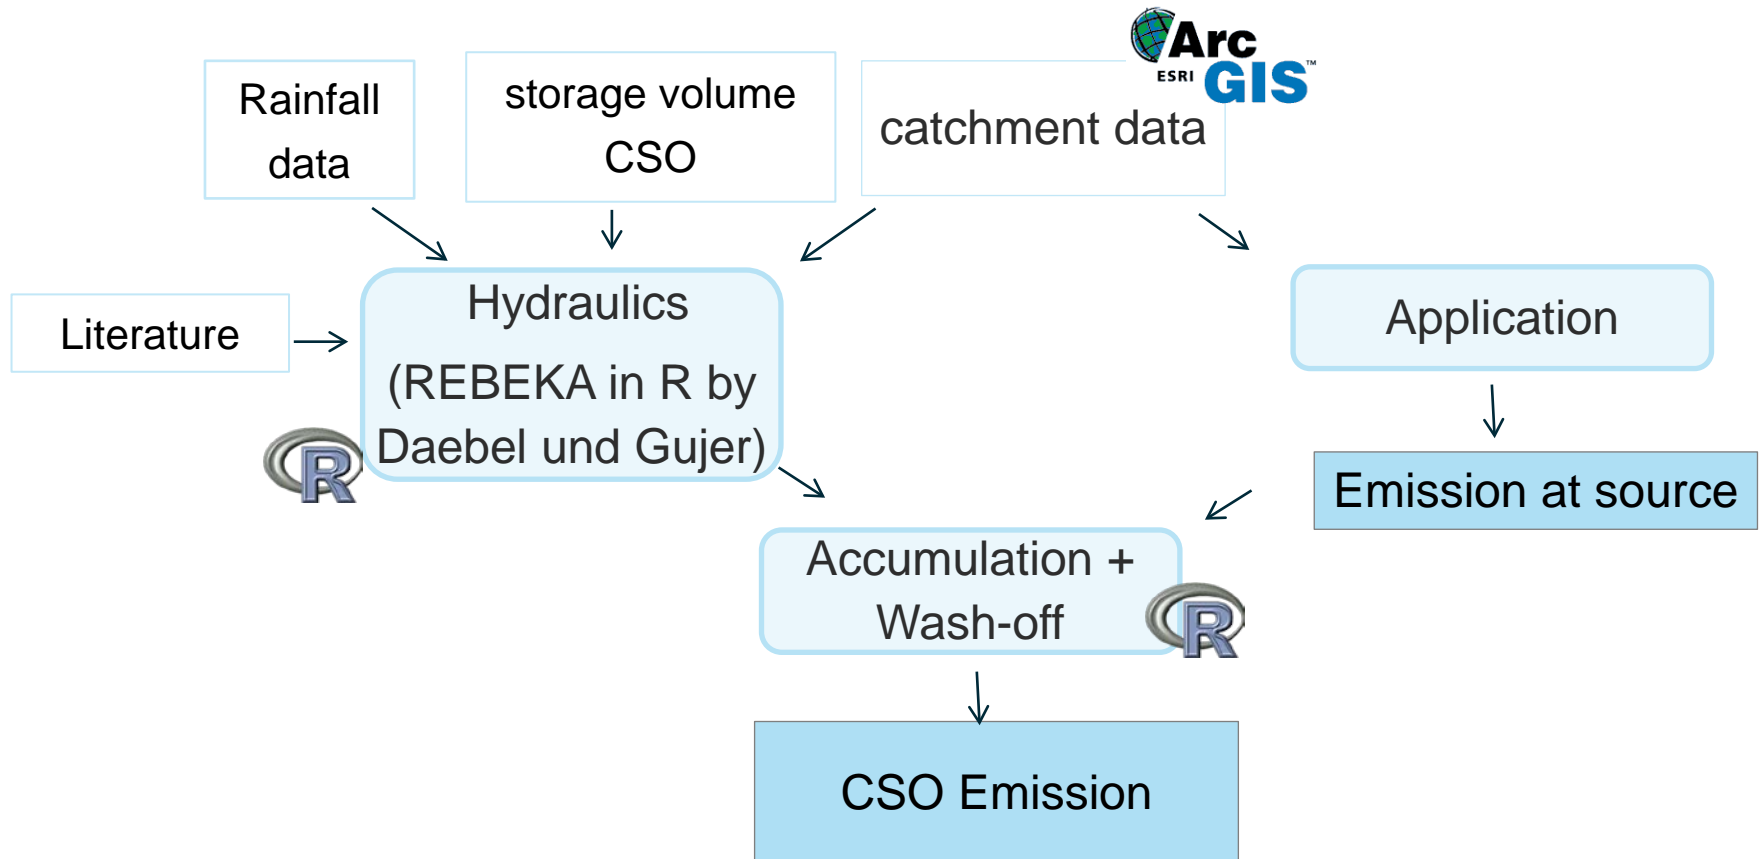 Arc
ESRI GIS™
Rainfall
data
storage volume
CSO
catchment data
Literature
Hydraulics
(REBEKA in R by
Daebel und Gujer)
R
Application
Emission at source
Accumulation +
Wash-off
R
CSO Emission